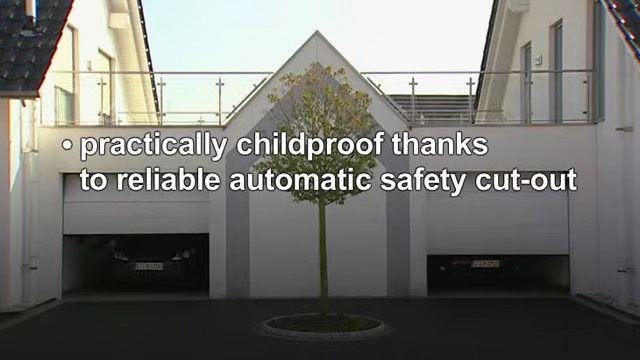 • practically childproof thanks
to reliable automatic safety cut-out